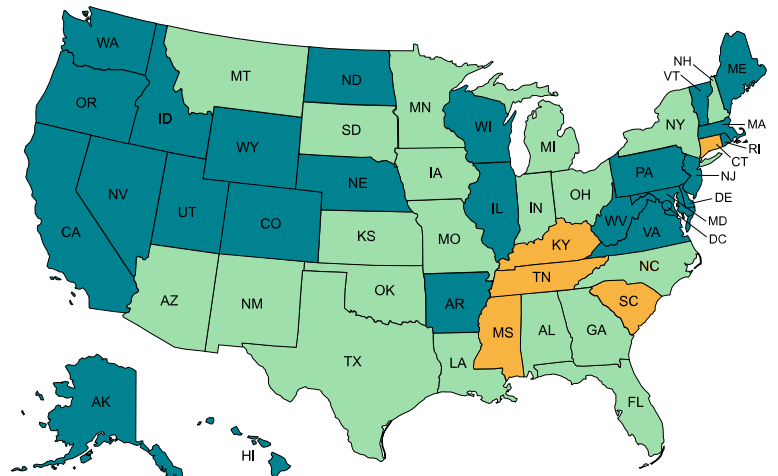 WA
MT
ND
MN
NH
VT
ME
OR
ID
SD
WI
MI
NY
MA
RI
CT
WY
IA
NE
PA
NJ
NV
UT
CO
IL
IN
OH
DE
MD
DC
WV
VA
CA
KS
MO
KY
NC
TN
AZ
NM
OK
AR
SC
MS
AL
GA
TX
LA
FL
AK
HI